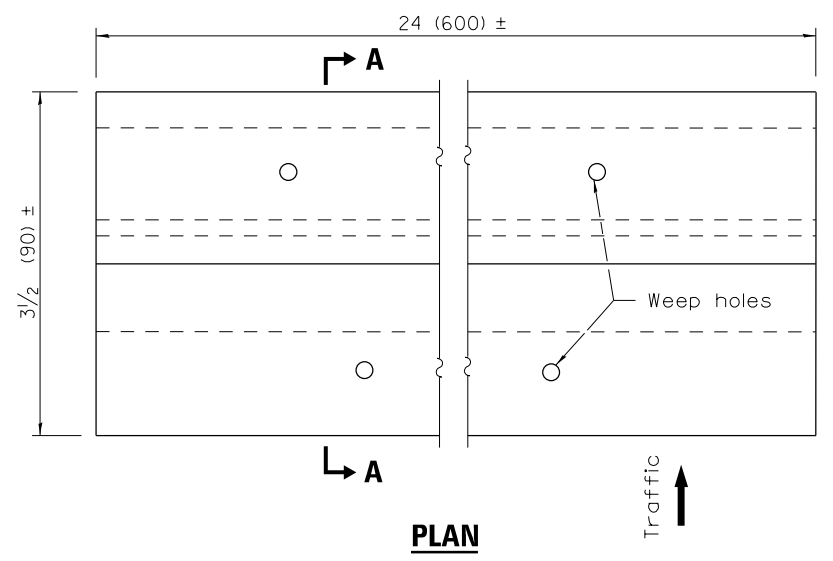 24 (600) ±
A
3½ (90) ±
Weep holes
A
Traffic
PLAN